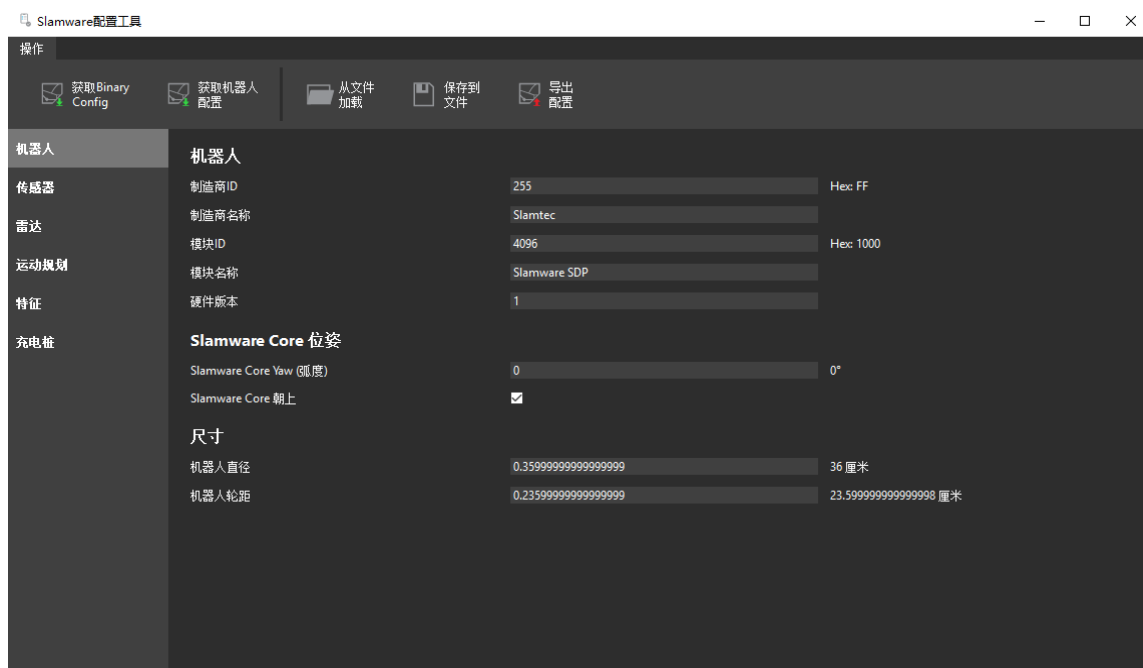 Slamware配置工具
操作
获取Binary
Config
获取机器人
配置
从文件
加载
保存到
文件
导出
配置
机器人
传感器
雷达
运动规划
特征
充电桩
机器人
制造商ID 255 Hex: FF
制造商名称 Slamtec
模块ID 4096 Hex: 1000
模块名称 Slamware SDP
硬件版本 1
Slamware Core 位姿
Slamware Core Yaw (弧度) 0 0°
Slamware Core 朝上
尺寸
机器人直径 0.35999999999999999 36 厘米
机器人轮距 0.23599999999999999 23.599999999999998 厘米